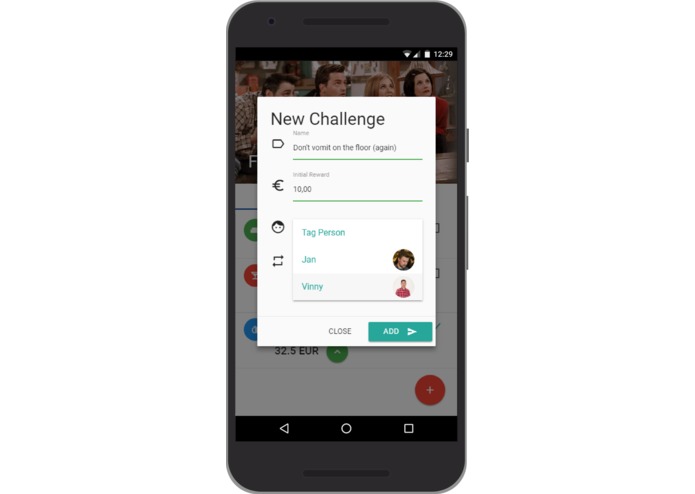 12:29
F
New Challenge
Name
Don't vomit on the floor (again)
Initial Reward
10,00
Tag Person
Jan
Vinny
CLOSE
ADD
32.5 EUR